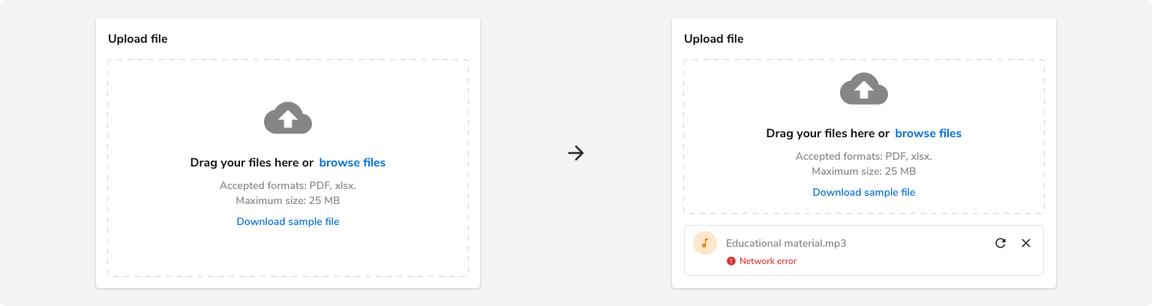 Upload file
Drag your files here or browse files
Accepted formats: PDF, xlsx.
Maximum size: 25 MB
Download sample file
Upload file
Drag your files here or browse files
Accepted formats: PDF, xlsx.
Maximum size: 25 MB
Download sample file
Educational material.mp3
Network error